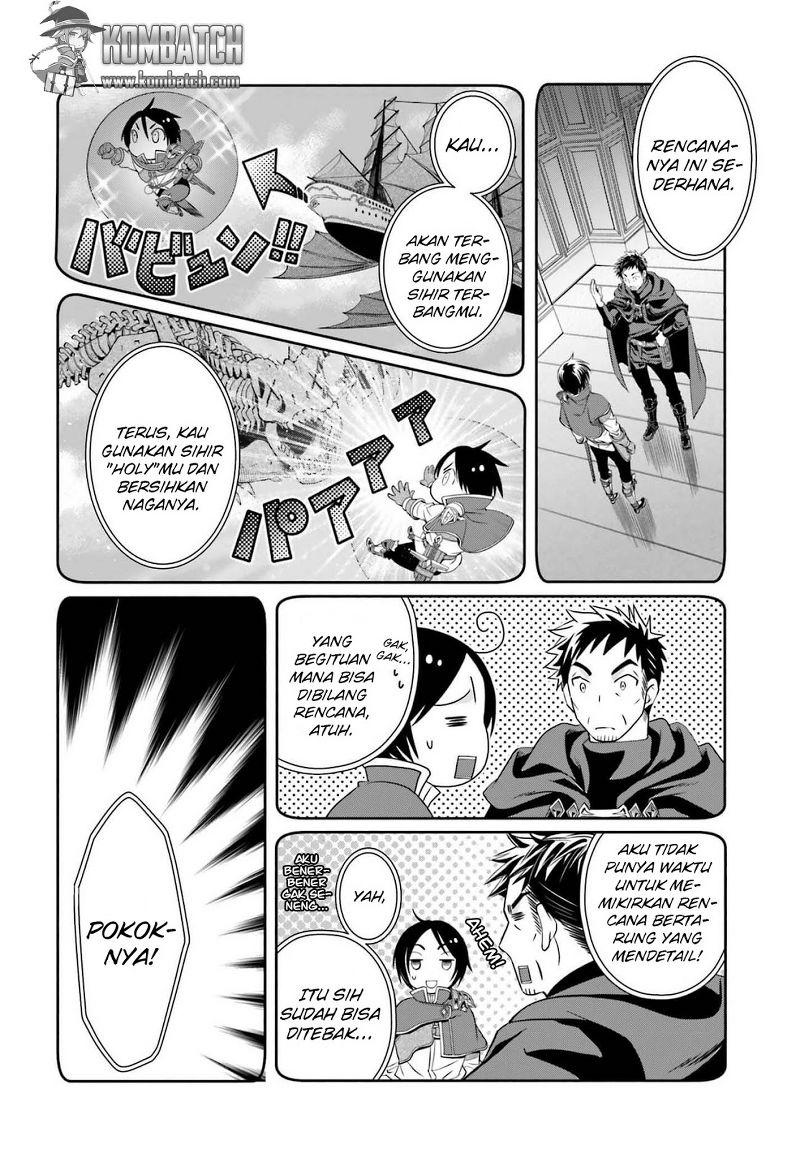 KOMBATCH
www.kombatch.com
RENCANA-
NYA INI SE-
DERHANA.
KAU...
AKAN TER-
BANG MENG-
GUNAKAN
SIHIR TER-
BANGMU.
バビュン!!
TERUS, KAU
GUNAKAN SIHIR
"HOLY"MU DAN
BERSIHKAN
NAGANYA.
パアアアア
GAK,
GAK...
YANG
BEGITUAN
MANA BISA
DIBILANG
RENCANA,
ATUH.
AKU TIDAK
PUNYA WAKTU
UNTUK ME-
MIKIRKAN REN-
CANA BERTA-
RUNG YANG
MENDETAIL!
AHEM!
YAH,
AKU
BENER-
BENER
GAK SE-
NENG...
ITU SIH
SUDAH BISA
DITEBAK...
POKOK-
NYA!